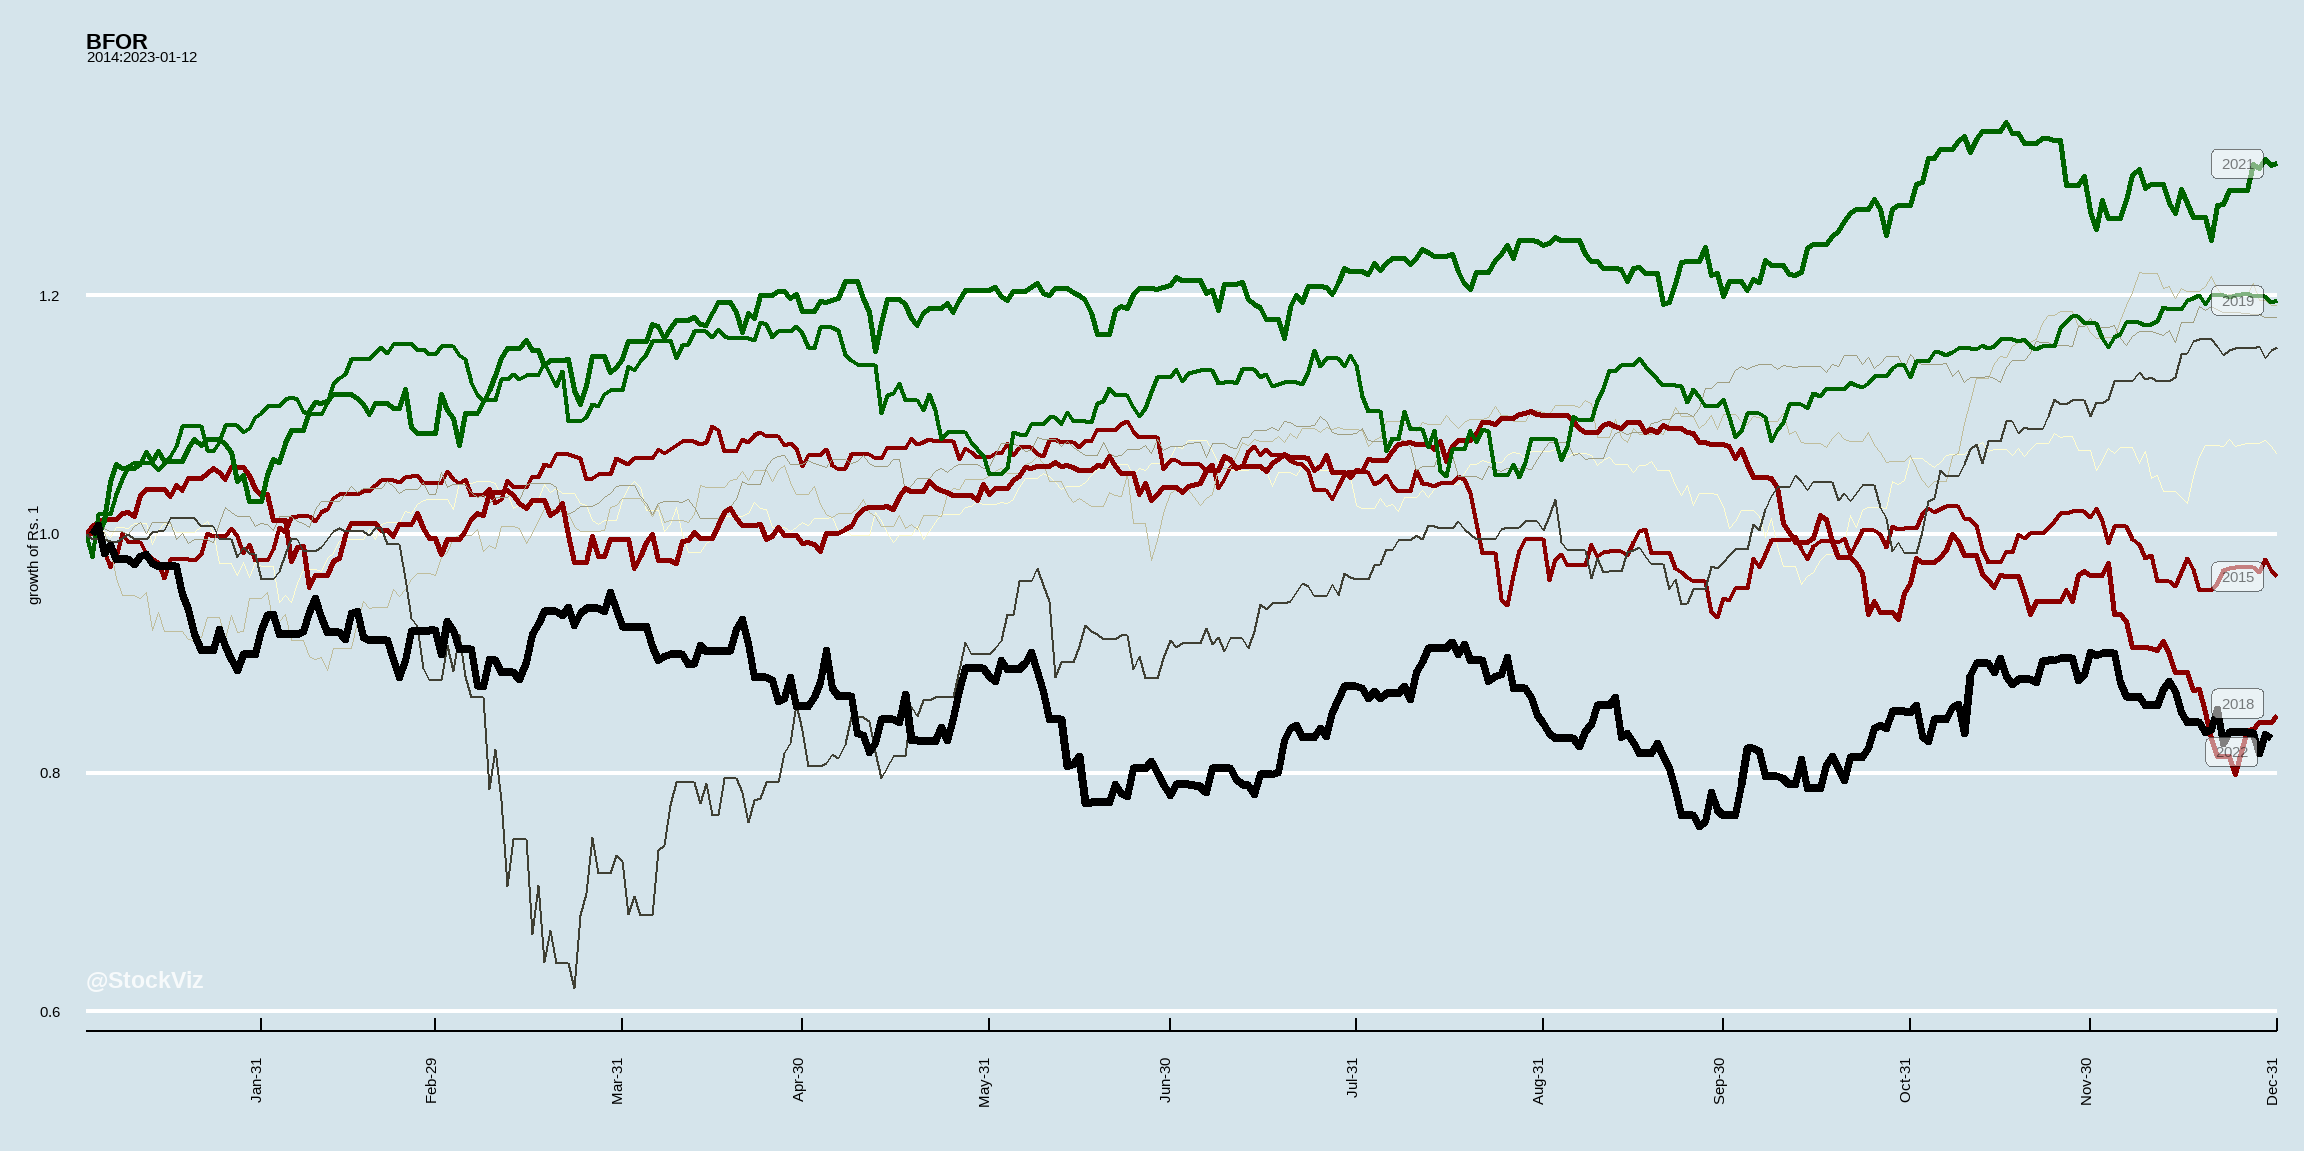 BFOR
2014:2023-01-12
growth of Rs. 1
1.2
1.0
0.8
0.6
2021
2019
2015
2018
2022
@StockViz
Jan-31
Feb-29
Mar-31
Apr-30
May-31
Jun-30
Jul-31
Aug-31
Sep-30
Oct-31
Nov-30
Dec-31